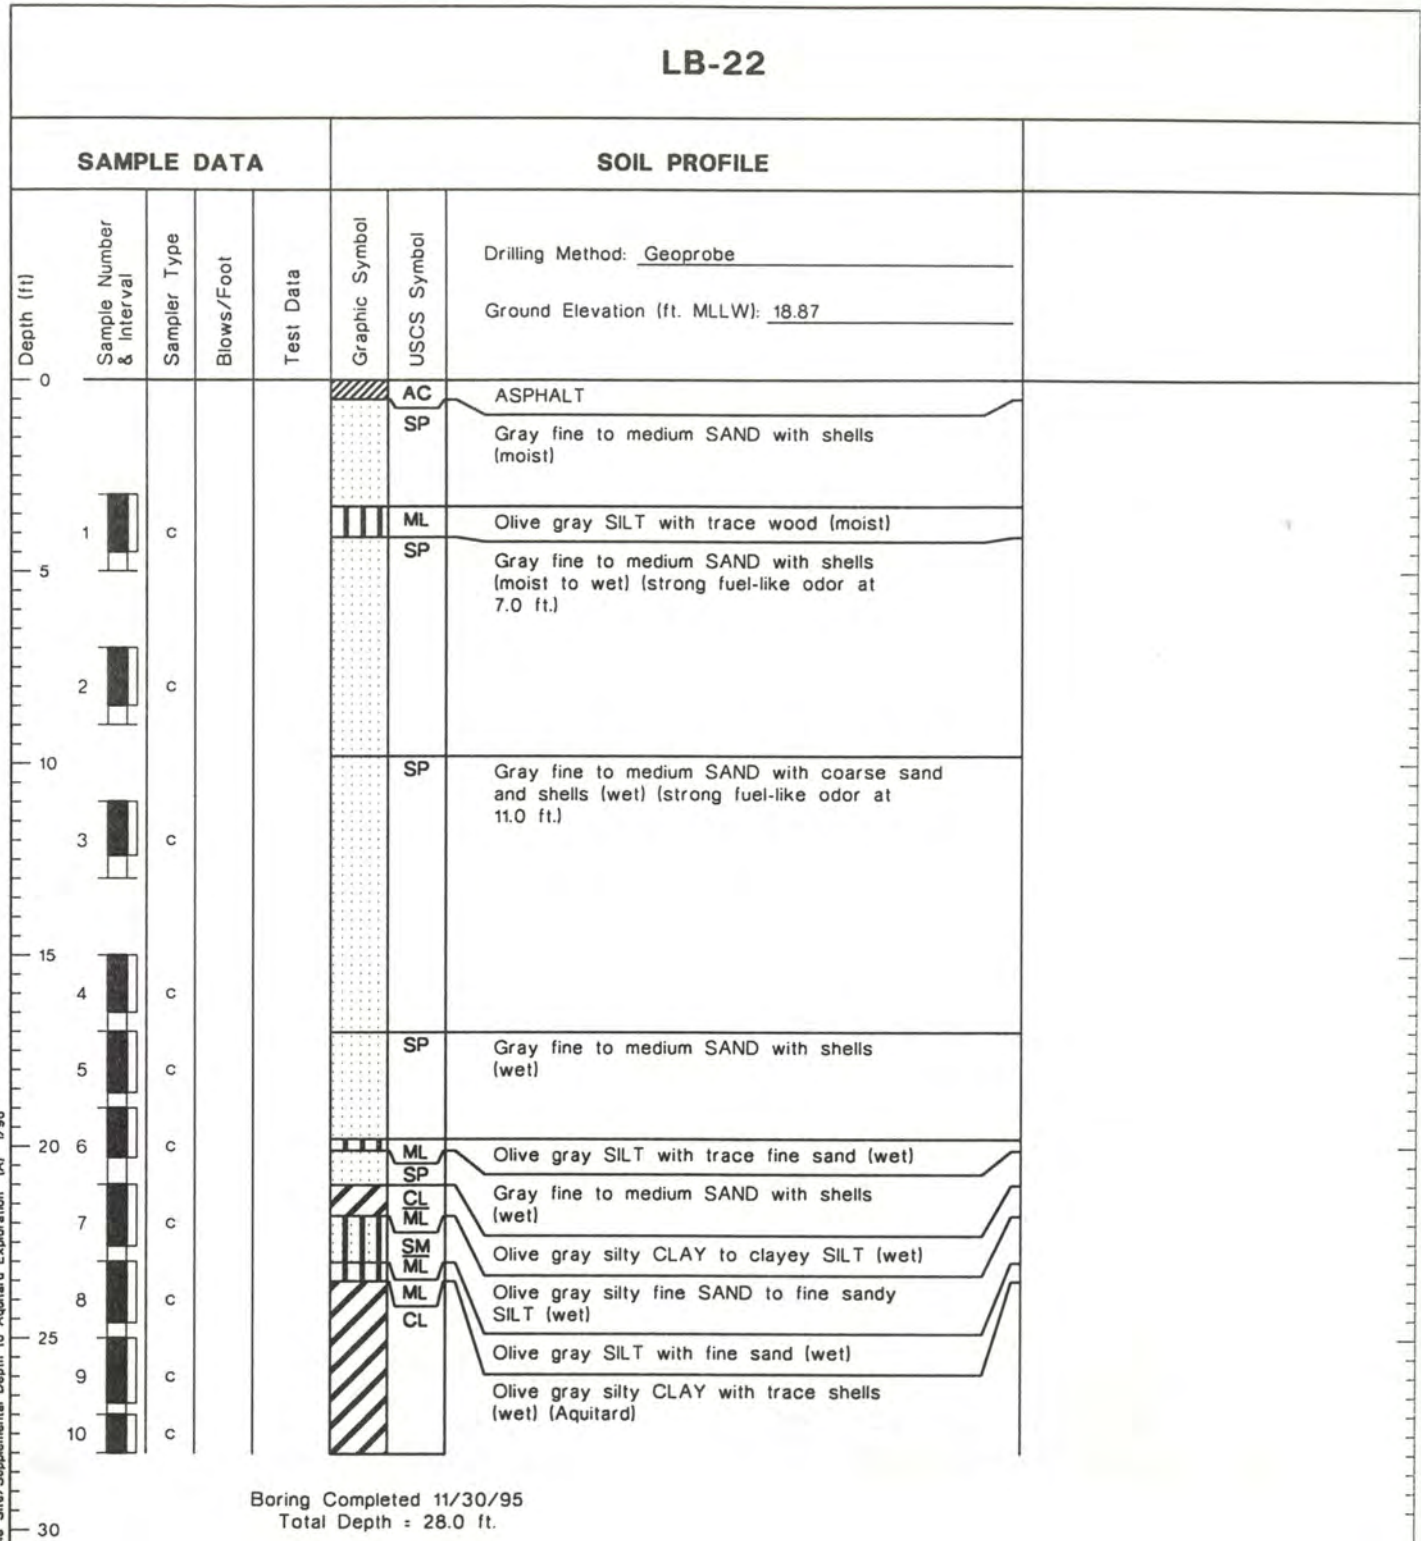 LB-22
SAMPLE DATA
SOIL PROFILE
Depth (ft)
Sample Number
& Interval
Sampler Type
Blows/Foot
Test Data
Graphic Symbol
USCS Symbol
Drilling Method: Geoprobe
Ground Elevation (ft. MLLW): 18.87
0
AC ASPHALT
SP Gray fine to medium SAND with shells
(moist)
ML Olive gray SILT with trace wood (moist)
1 c
SP Gray fine to medium SAND with shells
(moist to wet) (strong fuel-like odor at
7.0 ft.)
5
2 c
10
SP Gray fine to medium SAND with coarse sand
and shells (wet) (strong fuel-like odor at
11.0 ft.)
3 c
15
4 c
SP Gray fine to medium SAND with shells
(wet)
5 c
20 6 c
ML Olive gray SILT with trace fine sand (wet)
SP Gray fine to medium SAND with shells
(wet)
CL
ML Olive gray silty CLAY to clayey SILT (wet)
7 c
SM
ML Olive gray silty fine SAND to fine sandy
SILT (wet)
8 c
ML Olive gray SILT with fine sand (wet)
CL Olive gray silty CLAY with trace shells
(wet) (Aquitard)
25
9 c
10 c
Boring Completed 11/30/95
Total Depth = 28.0 ft.
30
Supplemental Depth to Aquitard Exploration